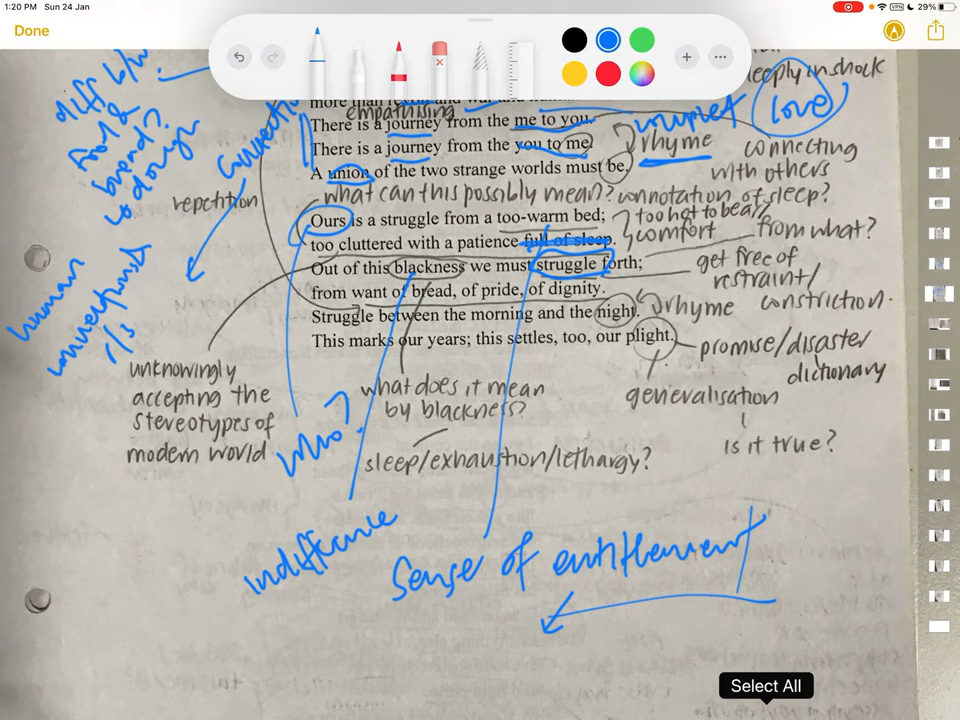 1:20 PM Sun 24 Jan
VPN 29%
Done
diff b/w
food &
bread?
repetition
human
1/3
empathising
There is a journey from the me to you.
There is a journey from the you to me.
A union of the two strange worlds must be.
what can this possibly mean?
Ours is a struggle from a too-warm bed;
too cluttered with a patience full of sleep.
Out of this blackness we must struggle forth;
from want of bread, of pride, of dignity.
Struggle between the morning and the night.
This marks our years; this settles, too, our plight.
deeply in shock
love
couplet
rhyme
connecting
with others
connotation of sleep?
too hot to bear/
comfort
from what?
get free of
restraint/
constriction.
rhyme
promise/disaster
dictionary
generalisation
is it true?
unknowingly
accepting the
stereotypes of
modern world
what does it mean
by blackness?
sleep/exhaustion/lethargy?
who?
Indifferance
Sense of entitlement
Select All